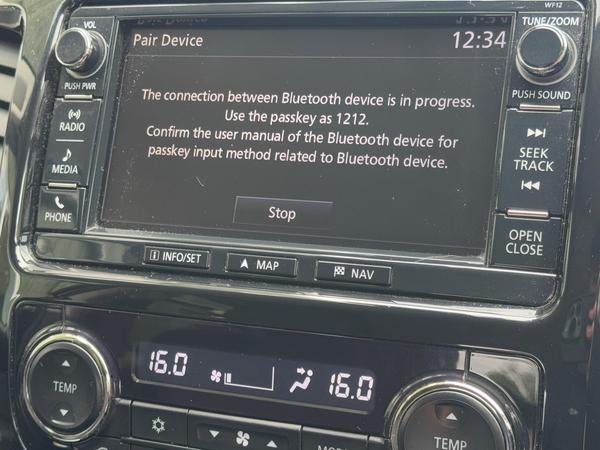 WF12
VOL
TUNE/ZOOM
Pair Device
12:34
PUSH PWR
PUSH SOUND
The connection between Bluetooth device is in progress.
Use the passkey as 1212.
Confirm the user manual of the Bluetooth device for
passkey input method related to Bluetooth device.
RADIO
MEDIA
PHONE
SEEK
TRACK
Stop
OPEN
CLOSE
INFO/SET
MAP
NAV
16.0
16.0
TEMP
TEMP